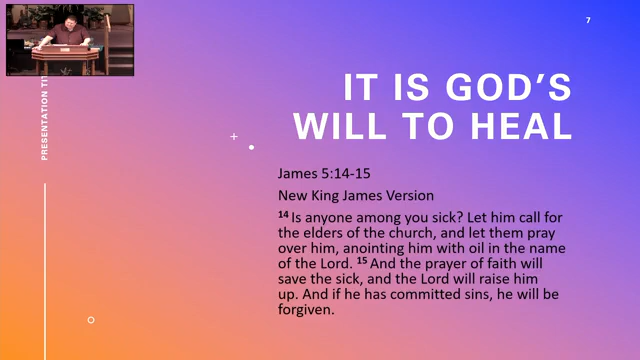 7
PRESENTATION TIT
IT IS GOD'S
WILL TO HEAL
James 5:14-15
New King James Version
14 Is anyone among you sick? Let him call for
the elders of the church, and let them pray
over him, anointing him with oil in the name
of the Lord. 15 And the prayer of faith will
save the sick, and the Lord will raise him
up. And if he has committed sins, he will be
forgiven.